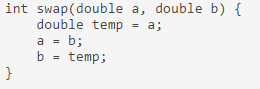 int swap(double a, double b) {
    double temp = a;
    a = b;
    b = temp;
}